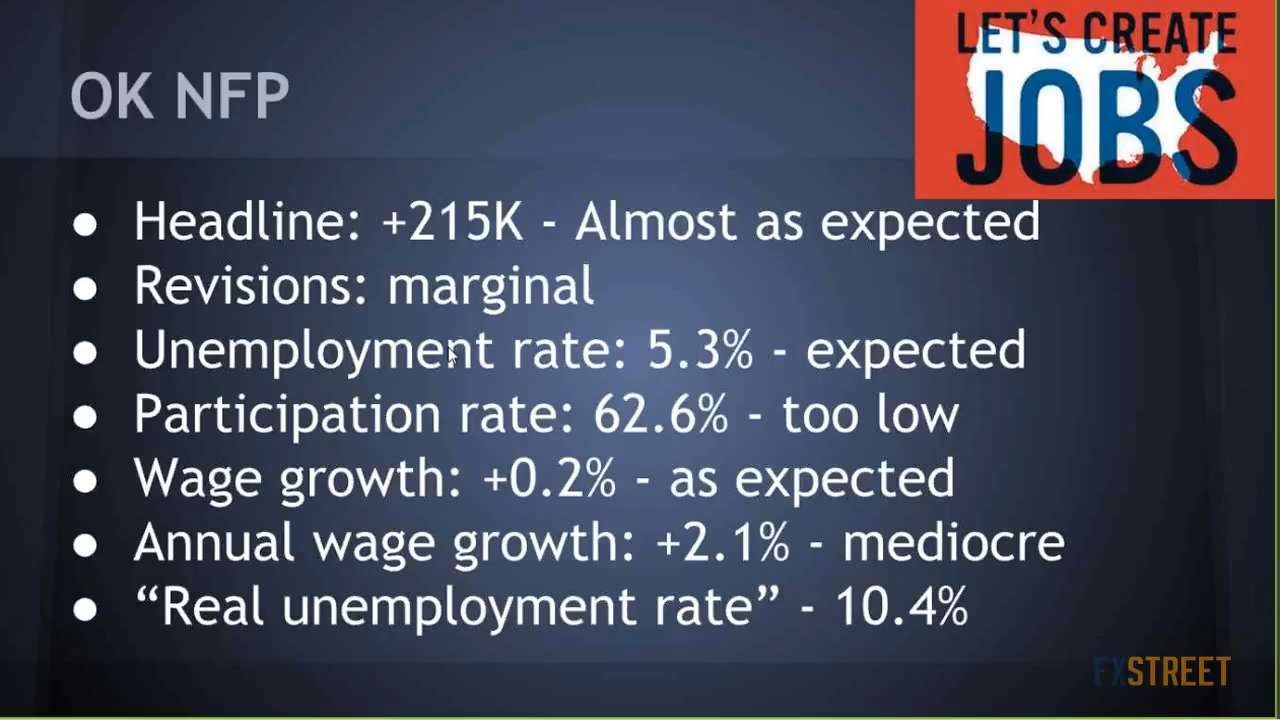 LET'S CREATE
JOBS
OK NFP
● Headline: +215K - Almost as expected
● Revisions: marginal
● Unemployment rate: 5.3% - expected
● Participation rate: 62.6% - too low
● Wage growth: +0.2% - as expected
● Annual wage growth: +2.1% - mediocre
● “Real unemployment rate” - 10.4%
FXSTREET